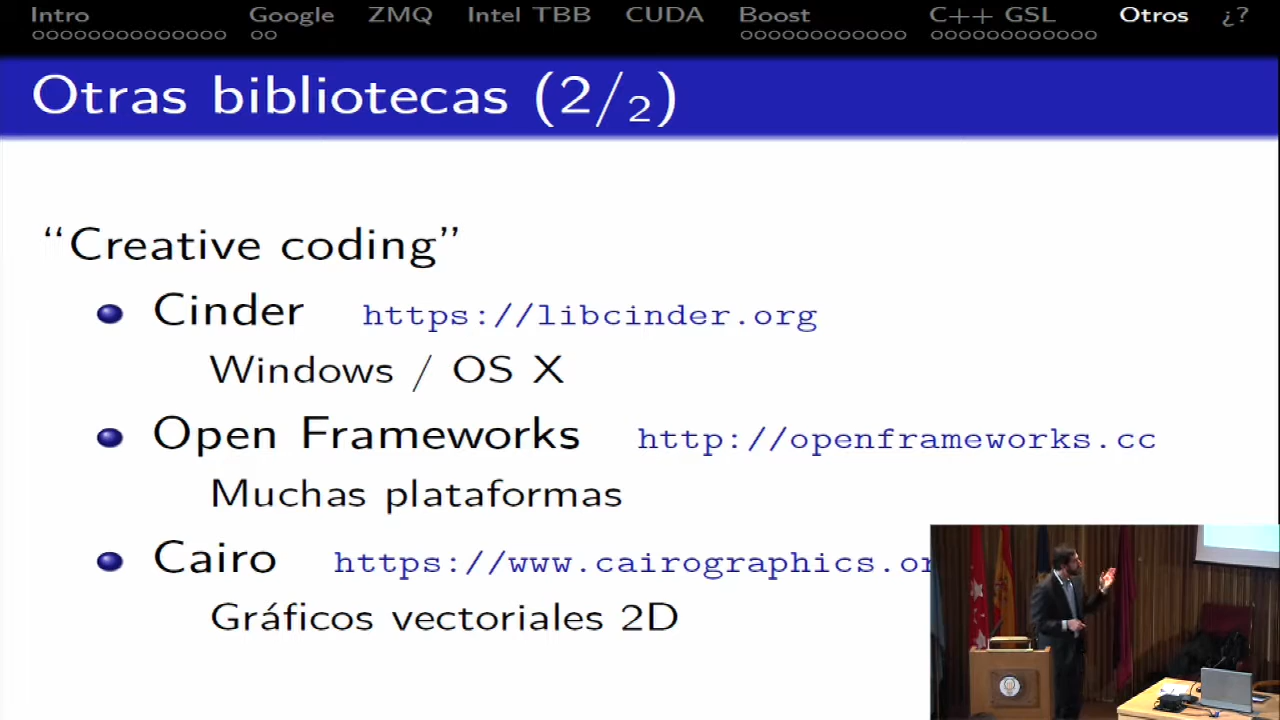 Intro Google ZMQ Intel TBB CUDA Boost C++ GSL Otros ¿?
Otras bibliotecas (2/2)
“Creative coding”
Cinder https://libcinder.org
Windows / OS X
Open Frameworks http://openframeworks.cc
Muchas plataformas
Cairo https://www.cairographics.or
Gráficos vectoriales 2D